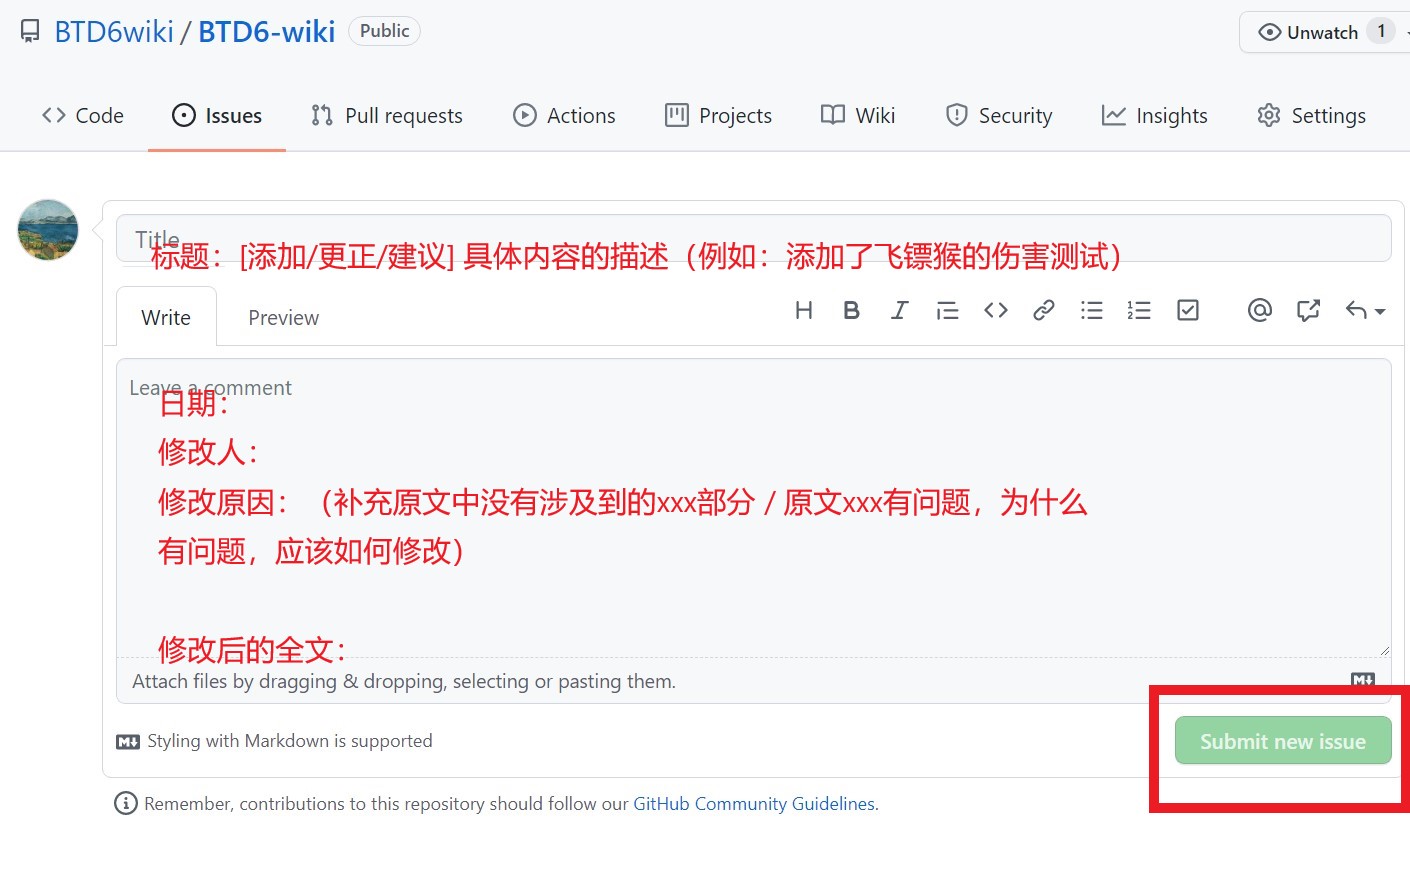 BTD6wiki / BTD6-wiki Public
Unwatch 1
Code Issues Pull requests Actions Projects Wiki Security Insights Settings
Title
标题：[添加/更正/建议] 具体内容的描述（例如：添加了飞镖猴的伤害测试）
Write Preview
Leave a comment
日期：
修改人：
修改原因：（补充原文中没有涉及到的xxx部分 / 原文xxx有问题，为什么
有问题，应该如何修改）
修改后的全文：
Attach files by dragging & dropping, selecting or pasting them.
Styling with Markdown is supported
Submit new issue
Remember, contributions to this repository should follow our GitHub Community Guidelines.